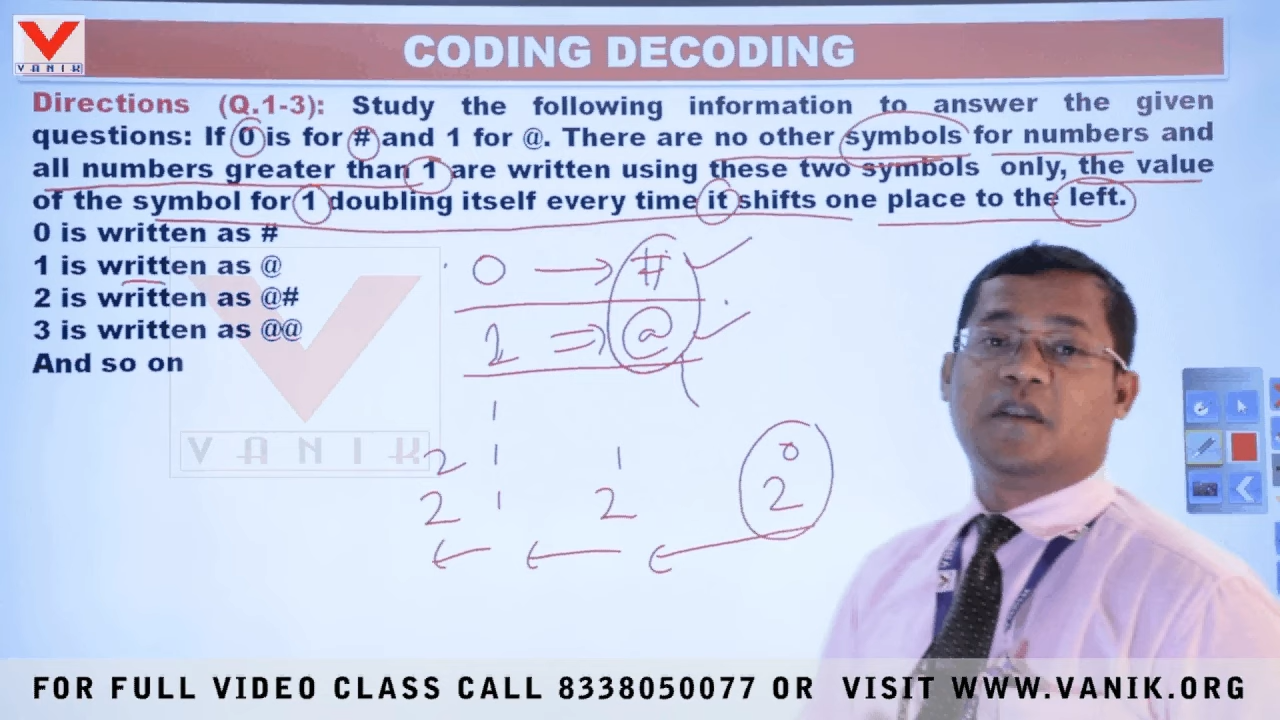 VANIK
CODING DECODING
Directions (Q.1-3): Study the following information to answer the given
questions: If 0 is for # and 1 for @. There are no other symbols for numbers and
all numbers greater than 1 are written using these two symbols only, the value
of the symbol for 1 doubling itself every time it shifts one place to the left.
0 is written as #
1 is written as @
2 is written as @#
3 is written as @@
And so on
VANIK
0 → #
1 ⇒ @
2 1 0
2 2 2
FOR FULL VIDEO CLASS CALL 8338050077 OR VISIT WWW.VANIK.ORG